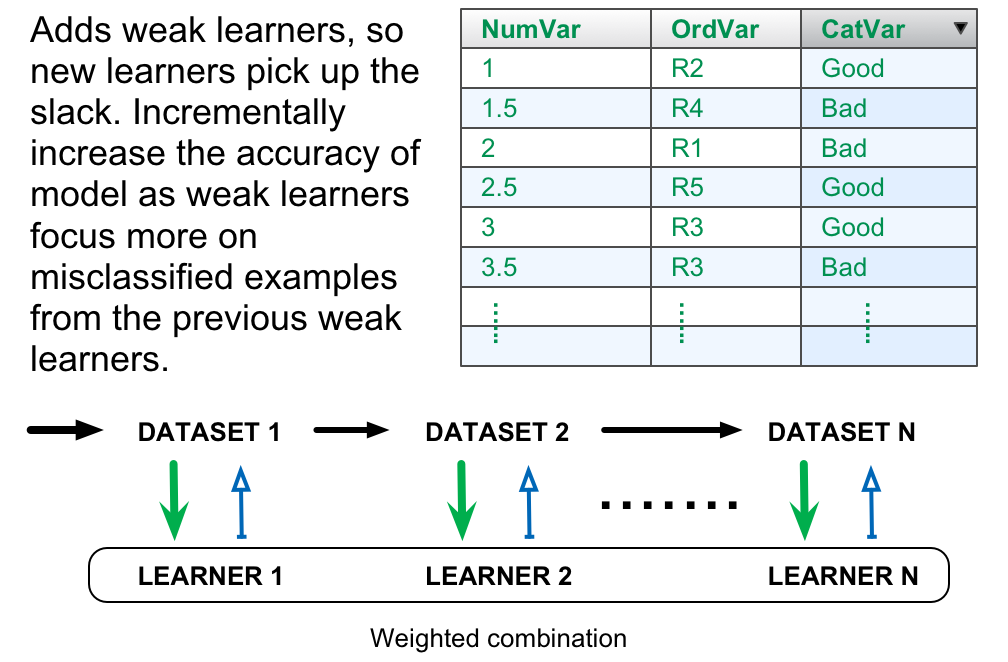 Adds weak learners, so
new learners pick up the
slack. Incrementally
increase the accuracy of
model as weak learners
focus more on
misclassified examples
from the previous weak
learners.
NumVar OrdVar CatVar
1 R2 Good
1.5 R4 Bad
2 R1 Bad
2.5 R5 Good
3 R3 Good
3.5 R3 Bad
DATASET 1 DATASET 2 DATASET N
LEARNER 1 LEARNER 2 LEARNER N
Weighted combination